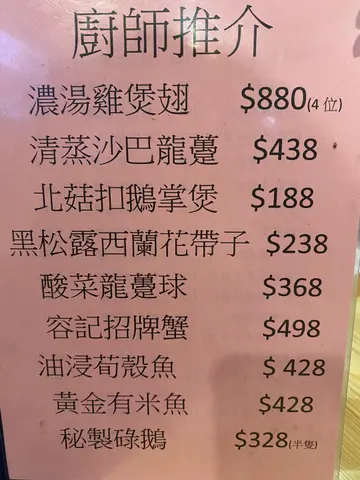 廚師推介
濃湯雞煲翅 $880(4位)
清蒸沙巴龍躉 $438
北菇扣鵝掌煲 $188
黑松露西蘭花帶子 $238
酸菜龍躉球 $368
容記招牌蟹 $498
油浸荀殼魚 $428
黃金有米魚 $428
秘製碌鵝 $328(半隻)